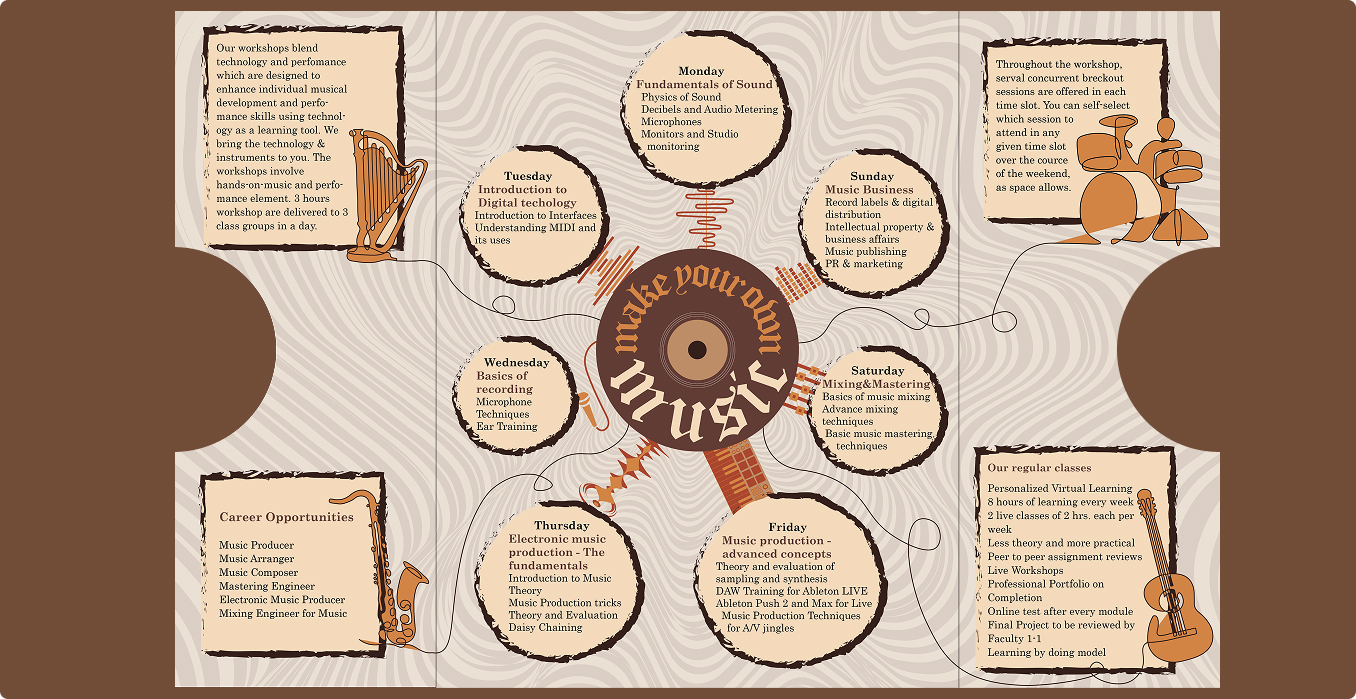 Our workshops blend
technology and perfomance
which are designed to
enhance individual musical
development and perfo-
mance skills using technol-
ogy as a learning tool. We
bring the technology &
instruments to you. The
workshops involve
hands-on-music and perfo-
mance element. 3 hours
workshop are delivered to 3
class groups in a day.
Monday
Fundamentals of Sound
Physics of Sound
Decibels and Audio Metering
Microphones
Monitors and Studio
monitoring
Throughout the workshop,
serval concurrent breckout
sessions are offered in each
time slot. You can self-select
which session to
attend in any
given time slot
over the cource
of the weekend,
as space allows.
Tuesday
Introduction to
Digital techology
Introduction to Interfaces
Understanding MIDI and
its uses
Sunday
Music Business
Record labels & digital
distribution
Intellectual property &
business affairs
Music publishing
PR & marketing
make your own
music
Wednesday
Basics of
recording
Microphone
Techniques
Ear Training
Saturday
Mixing&Mastering
Basics of music mixing
Advance mixing
techniques
Basic music mastering,
techniques
Career Opportunities
Music Producer
Music Arranger
Music Composer
Mastering Engineer
Electronic Music Producer
Mixing Engineer for Music
Thursday
Electronic music
production - The
fundamentals
Introduction to Music
Theory
Music Production tricks
Theory and Evaluation
Daisy Chaining
Friday
Music production -
advanced concepts
Theory and evaluation of
sampling and synthesis
DAW Training for Ableton LIVE
Ableton Push 2 and Max for Live
Music Production Techniques
for A/V jingles
Our regular classes
Personalized Virtual Learning
8 hours of learning every week
2 live classes of 2 hrs. each per
week
Less theory and more practical
Peer to peer assignment reviews
Live Workshops
Professional Portfolio on
Completion
Online test after every module
Final Project to be reviewed by
Faculty 1-1
Learning by doing model